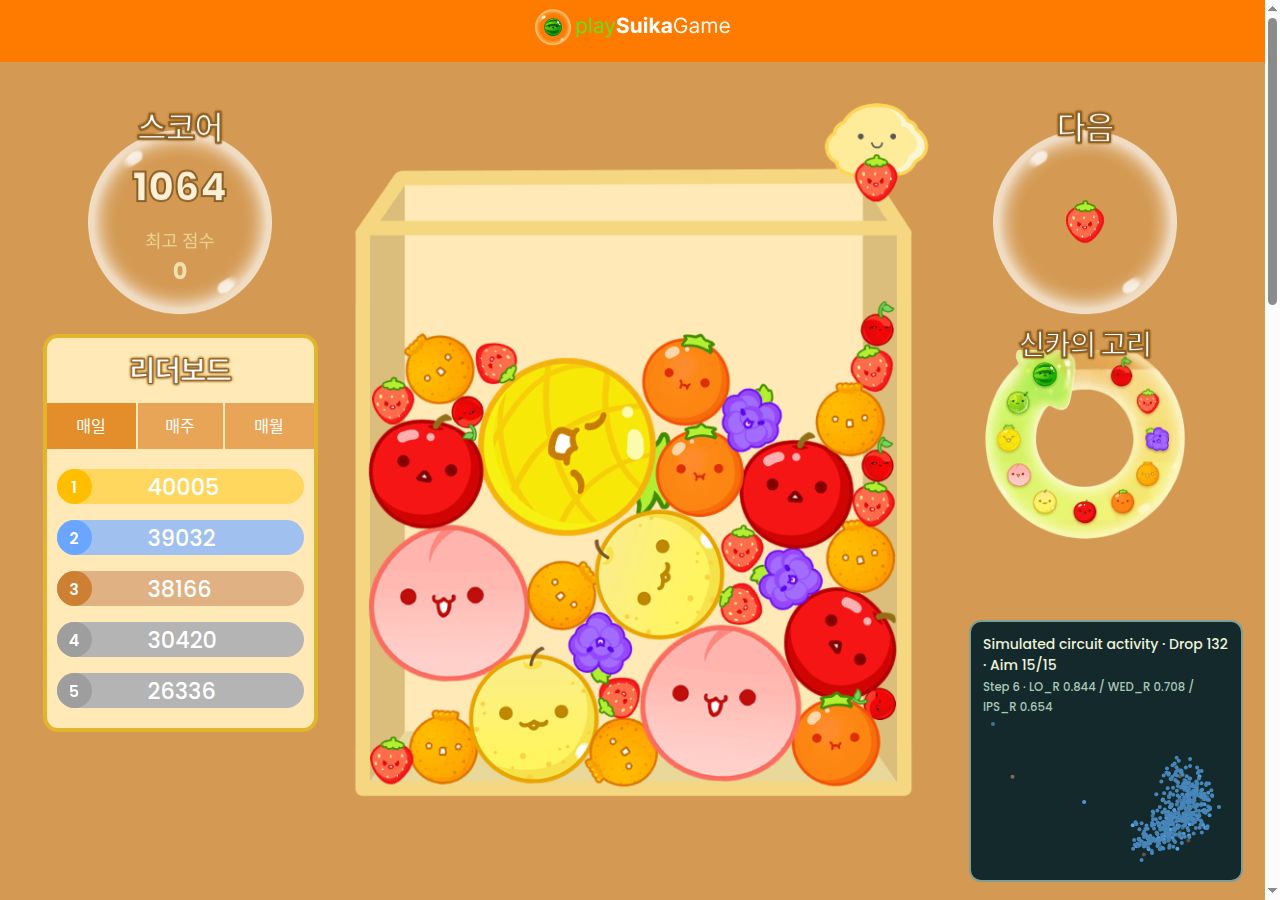 playSuikaGame
스코어
1064
최고 점수
0
다음
리더보드
매일 매주 매월
1 40005
2 39032
3 38166
4 30420
5 26336
신카의 고리
Simulated circuit activity · Drop 132
· Aim 15/15
Step 6 · LO_R 0.844 / WED_R 0.708 /
IPS_R 0.654